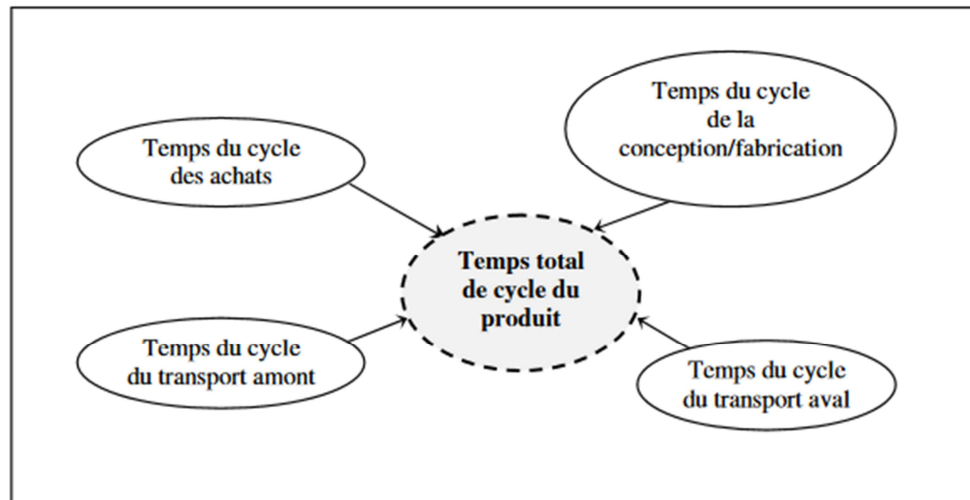 Temps du cycle
des achats
Temps du cycle
de la
conception/fabrication
Temps total
de cycle du
produit
Temps du cycle
du transport amont
Temps du cycle
du transport aval